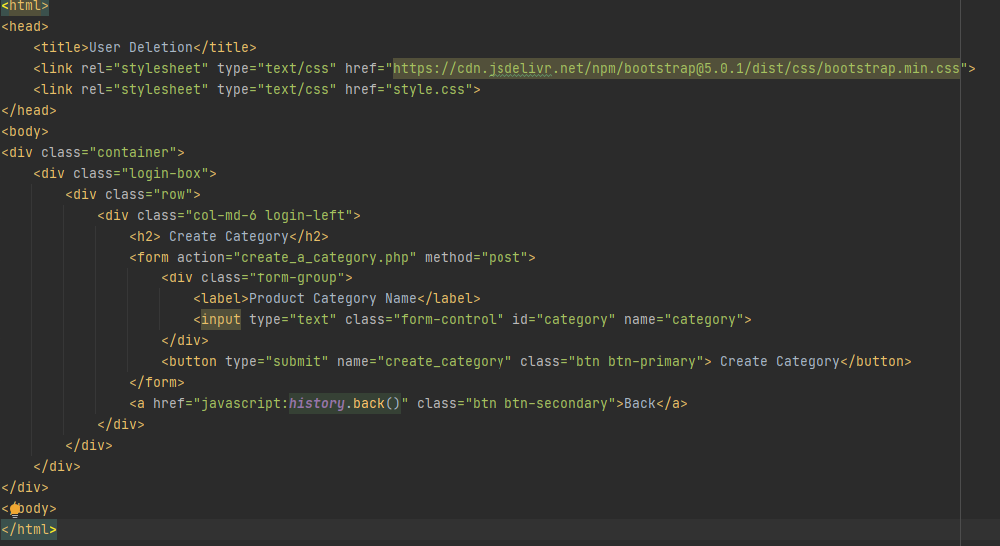 <html>
<head>
    <title>User Deletion</title>
    <link rel="stylesheet" type="text/css" href="https://cdn.jsdelivr.net/npm/bootstrap@5.0.1/dist/css/bootstrap.min.css">
    <link rel="stylesheet" type="text/css" href="style.css">
</head>
<body>
<div class="container">
    <div class="login-box">
        <div class="row">
            <div class="col-md-6 login-left">
                <h2> Create Category</h2>
                <form action="create_a_category.php" method="post">
                    <div class="form-group">
                        <label>Product Category Name</label>
                        <input type="text" class="form-control" id="category" name="category">
                    </div>
                    <button type="submit" name="create_category" class="btn btn-primary"> Create Category</button>
                </form>
                <a href="javascript:history.back()" class="btn btn-secondary">Back</a>
            </div>
        </div>
    </div>
</div>
</body>
</html>